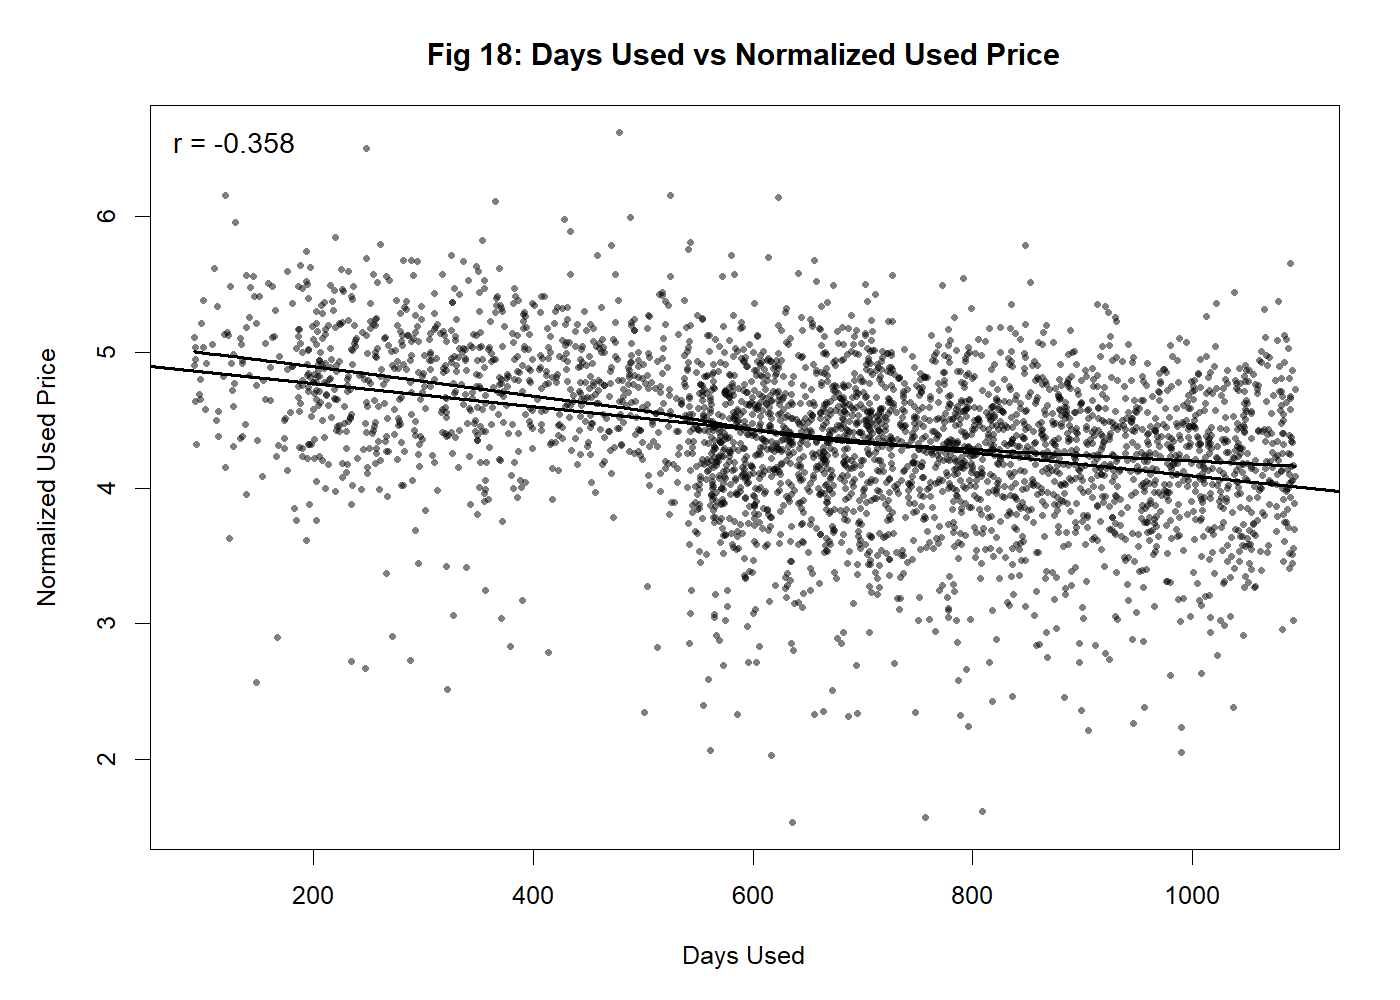 Fig 18: Days Used vs Normalized Used Price
r = -0.358
Normalized Used Price
6
5
4
3
2
200 400 600 800 1000
Days Used